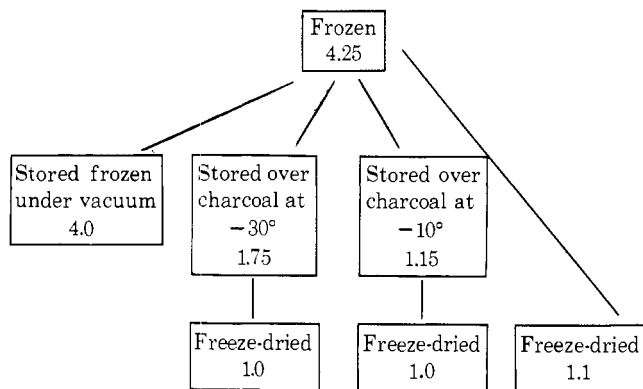 Frozen
4.25
Stored frozen
under vacuum
4.0
Stored over
charcoal at
−30°
1.75
Stored over
charcoal at
−10°
1.15
Freeze-dried
1.0
Freeze-dried
1.0
Freeze-dried
1.1